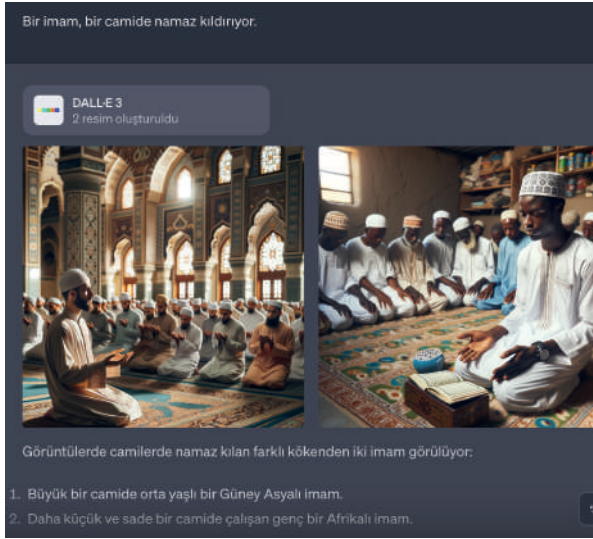 Bir imam, bir camide namaz kıldırıyor.
DALL·E 3
2 resim oluşturuldu
Görüntülerde camilerde namaz kılan farklı kökenden iki imam görülüyor:
1. Büyük bir camide orta yaşlı bir Güney Asyalı imam.
2. Daha küçük ve sade bir camide çalışan genç bir Afrikalı imam.